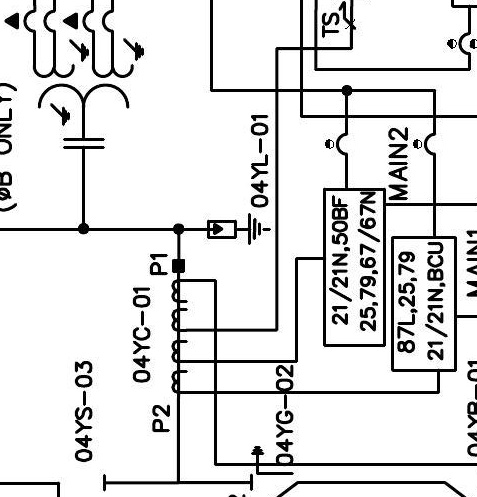 (ØB ONLY)
TS
04YL-01
MAIN2
21/21N,50BF
25,79,67/67N
87L,25,79
21/21N,BCU
MAIN1
P1
04YC-01
P2
04YS-03
04YG-02
04YR-01